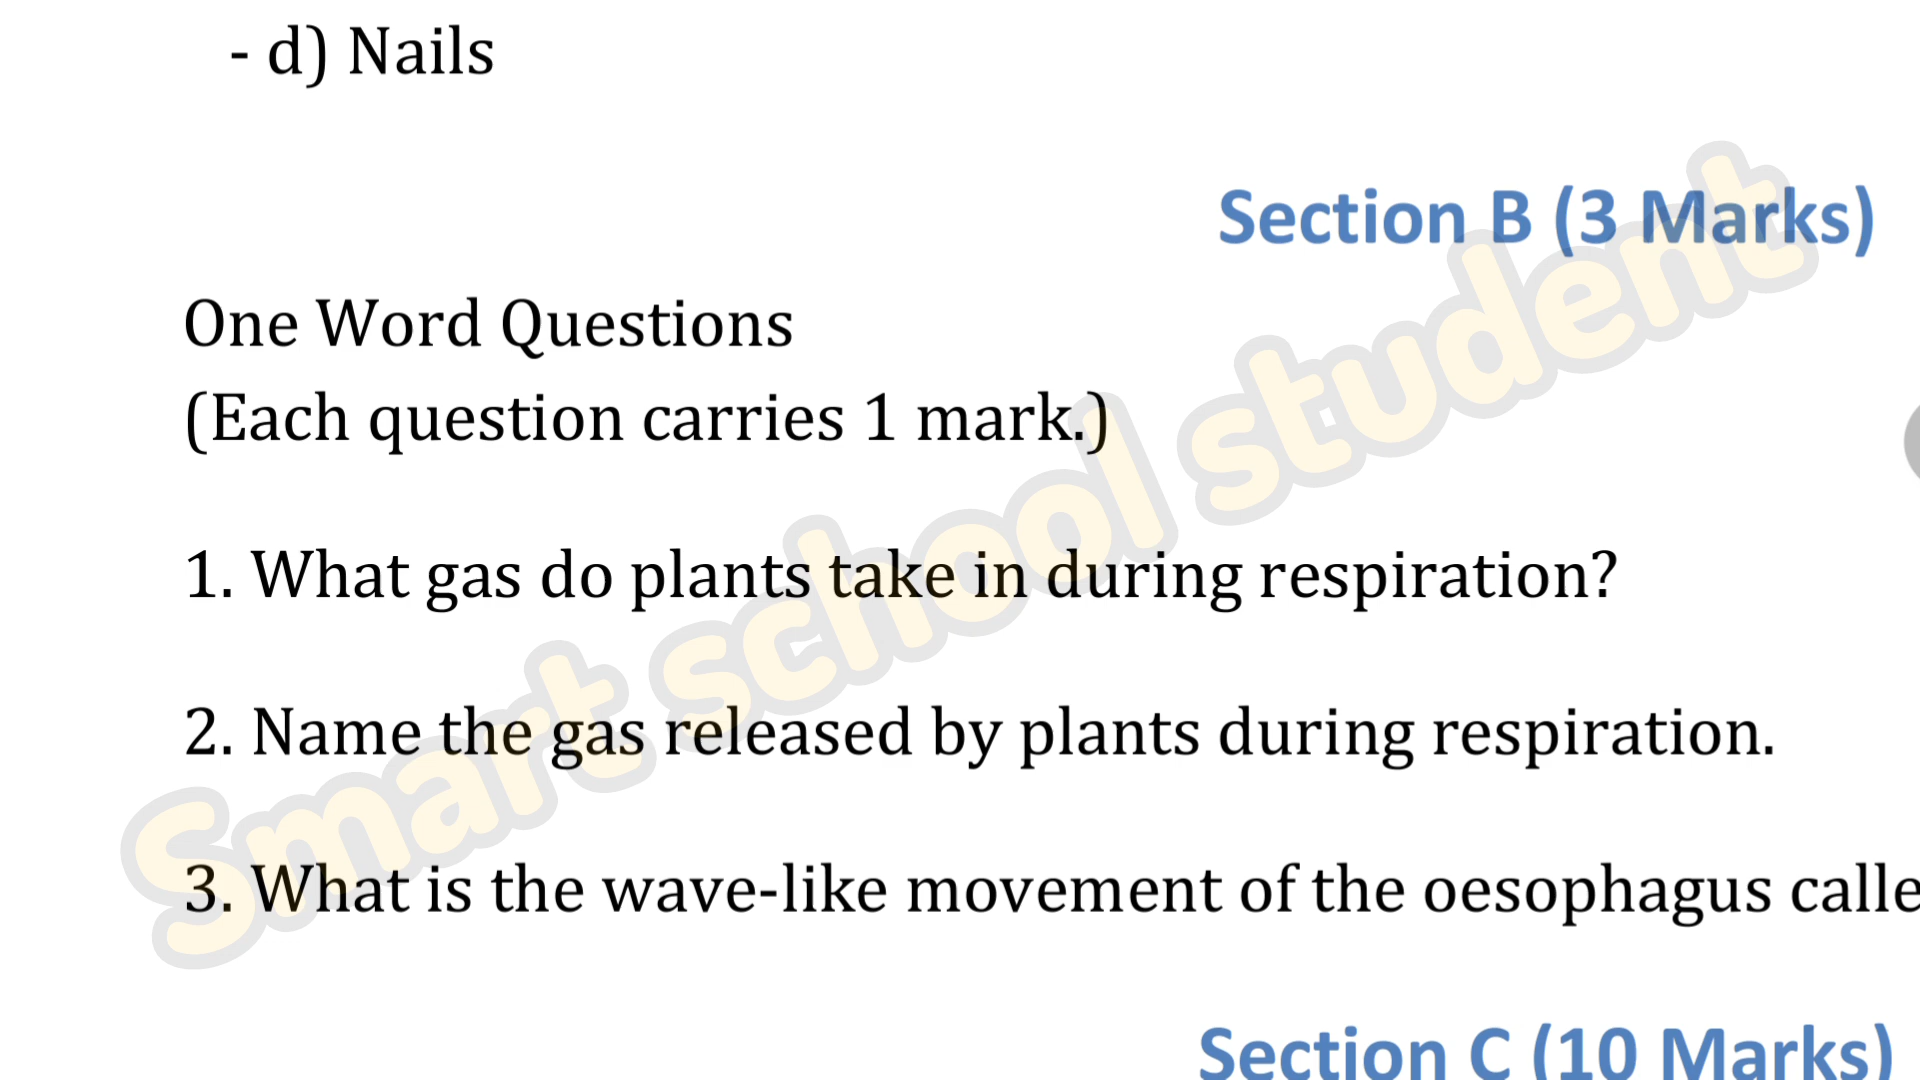 - d) Nails
Section B (3 Marks)
One Word Questions
(Each question carries 1 mark.)
1. What gas do plants take in during respiration?
2. Name the gas released by plants during respiration.
3. What is the wave-like movement of the oesophagus calle
Section C (10 Marks)
Smart school student